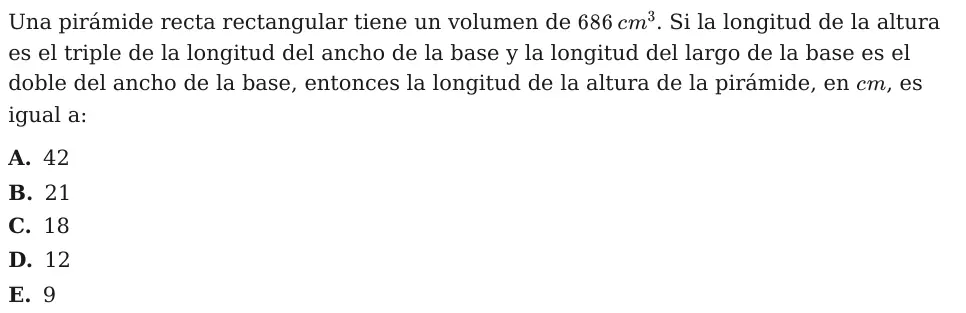 Una pirámide recta rectangular tiene un volumen de 686 cm³. Si la longitud de la altura
es el triple de la longitud del ancho de la base y la longitud del largo de la base es el
doble del ancho de la base, entonces la longitud de la altura de la pirámide, en cm, es
igual a:
A. 42
B. 21
C. 18
D. 12
E. 9